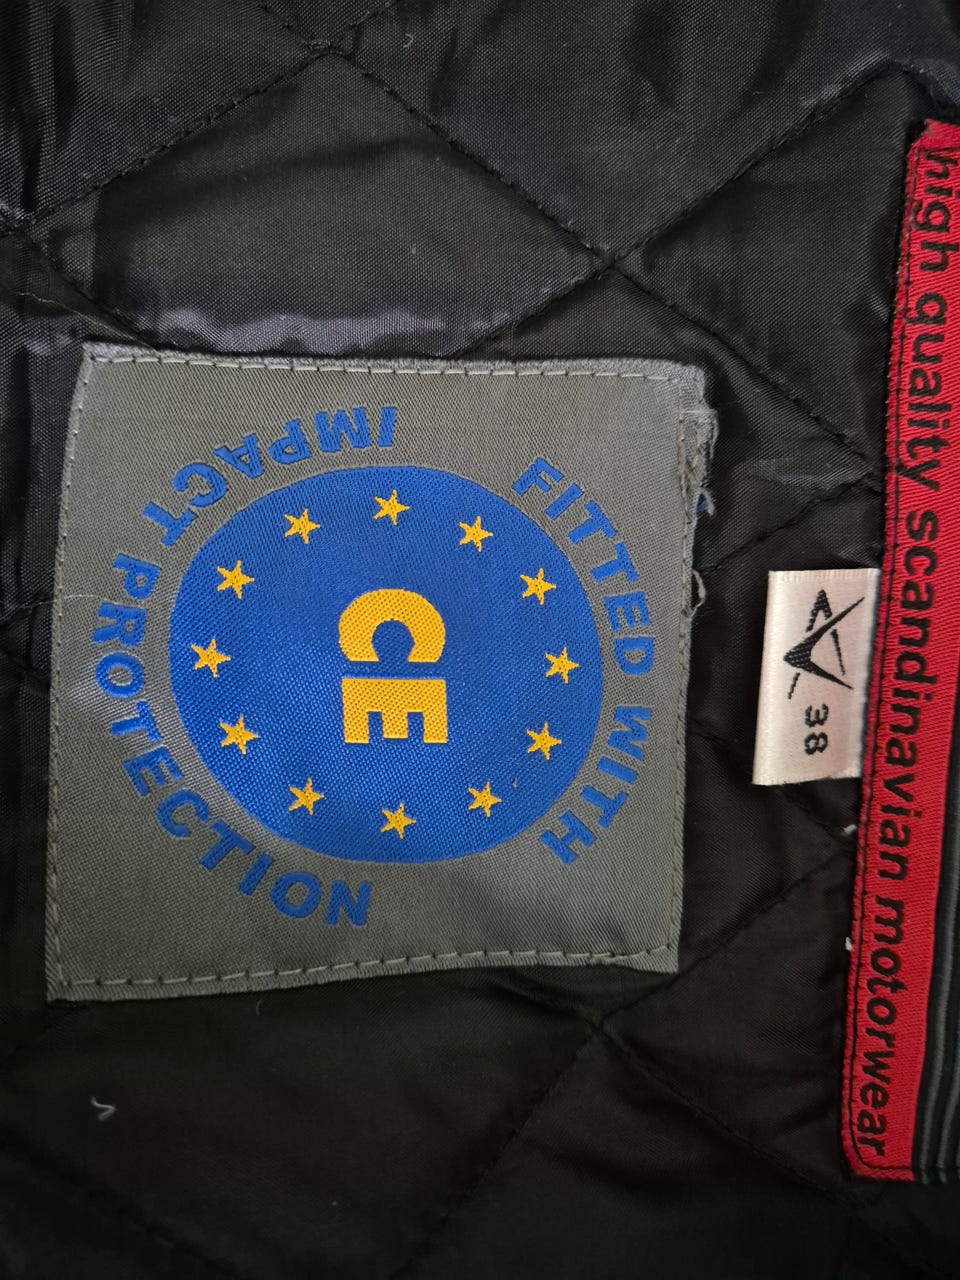 high quality scandinavian motorwear
38
FITTED WITH
IMPACT PROTECTION
CE